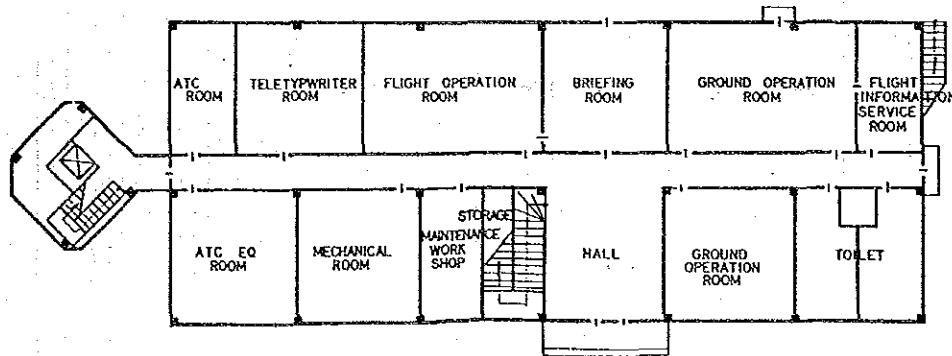 ATC
ROOM
TELETYPWRITER
ROOM
FLIGHT OPERATION
ROOM
BRIEFING
ROOM
GROUND OPERATION
ROOM
FLIGHT
INFORMATION
SERVICE
ROOM
ATC EQ
ROOM
MECHANICAL
ROOM
STORAGE
MAINTENANCE
WORK
SHOP
HALL
GROUND
OPERATION
ROOM
TOILET